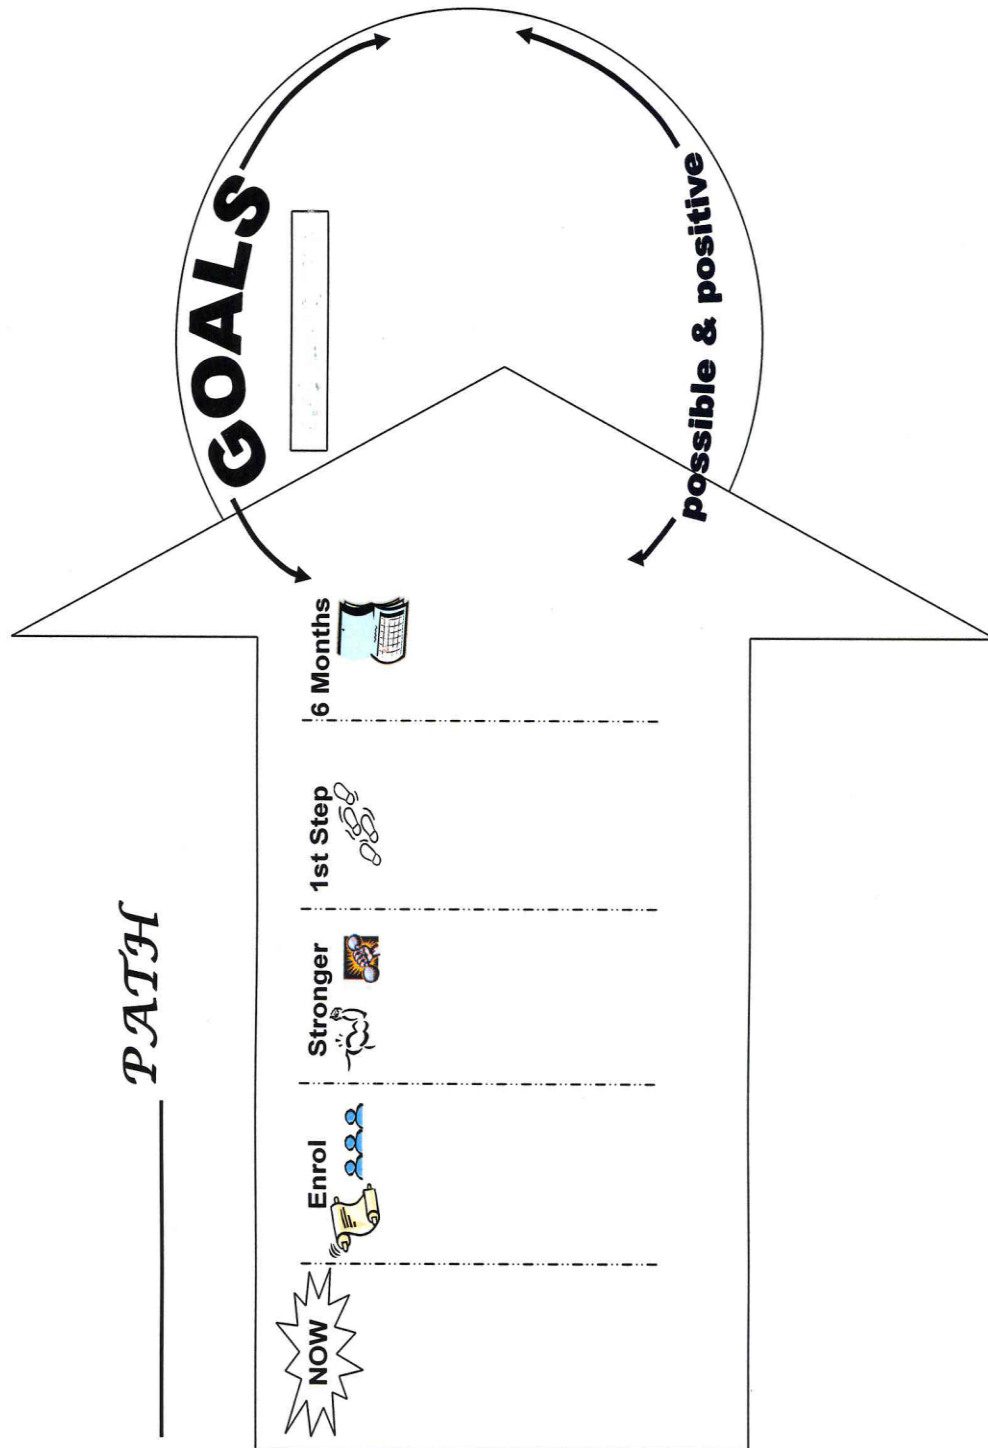 PATH
NOW
Enrol
Stronger
1st Step
6 Months
GOALS
possible & positive